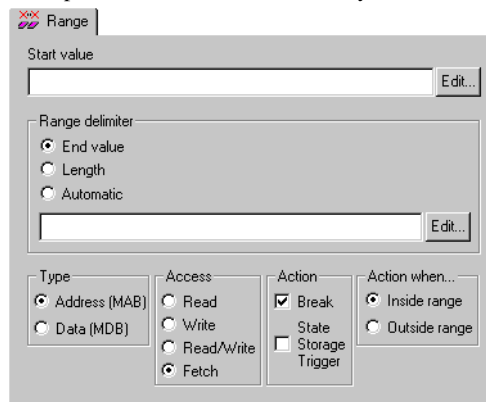 Range
Start value
Edit...
Range delimiter
End value
Length
Automatic
Edit...
Type
Address (MAB)
Data (MDB)
Access
Read
Write
Read/Write
Fetch
Action
Break
State
Storage
Trigger
Action when...
Inside range
Outside range